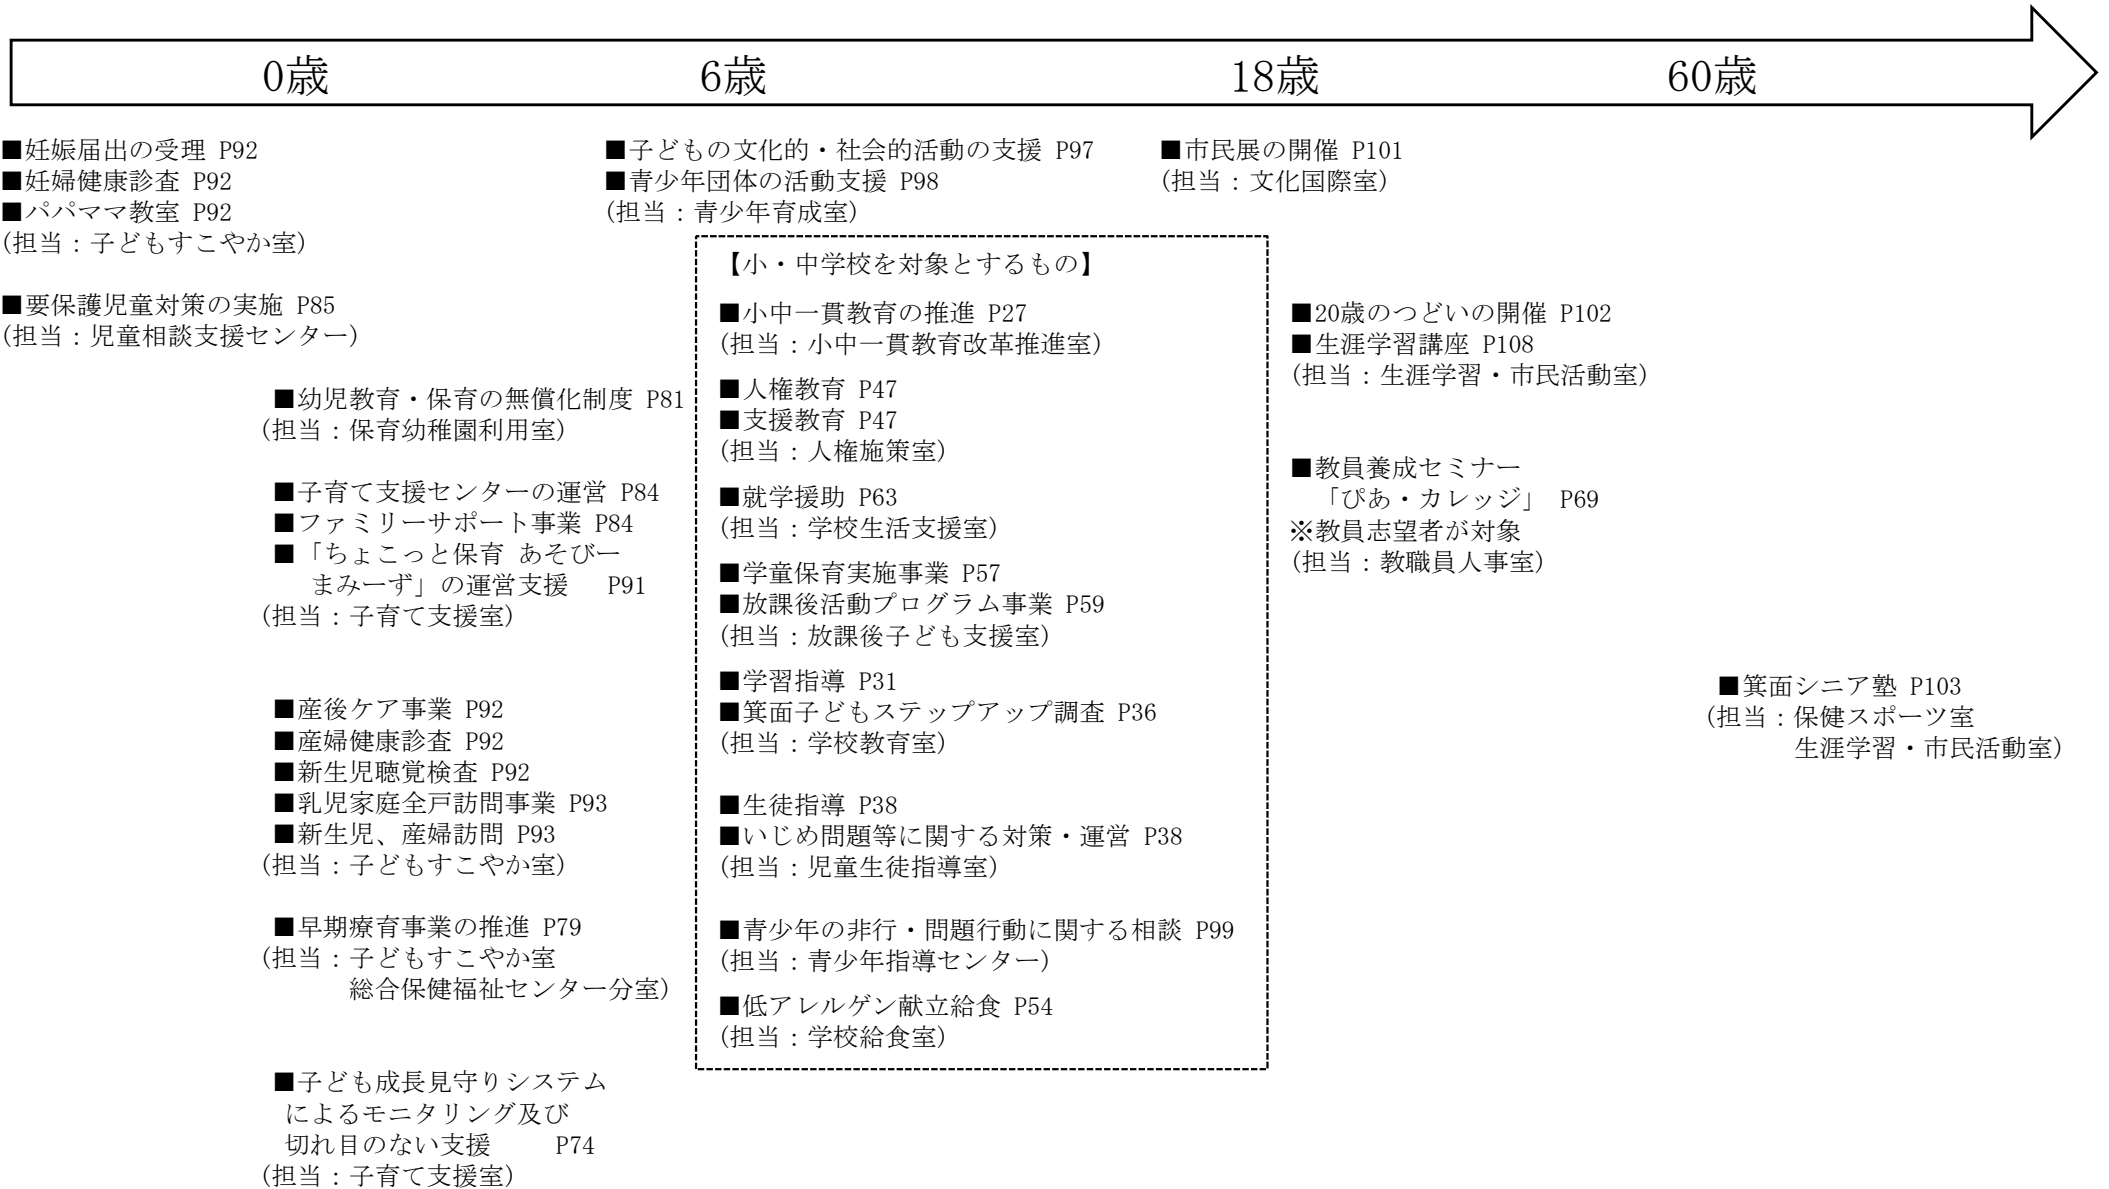 0歳
6歳
18歳
60歳
■妊娠届出の受理 P92
■妊婦健康診査 P92
■パパママ教室 P92
(担当：子どもすこやか室)
■要保護児童対策の実施 P85
(担当：児童相談支援センター)
■幼児教育・保育の無償化制度 P81
(担当：保育幼稚園利用室)
■子育て支援センターの運営 P84
■ファミリーサポート事業 P84
■「ちょこっと保育 あそびー
まみーず」の運営支援 P91
(担当：子育て支援室)
■産後ケア事業 P92
■産婦健康診査 P92
■新生児聴覚検査 P92
■乳児家庭全戸訪問事業 P93
■新生児、産婦訪問 P93
(担当：子どもすこやか室)
■早期療育事業の推進 P79
(担当：子どもすこやか室
総合保健福祉センター分室)
■子ども成長見守りシステム
によるモニタリング及び
切れ目のない支援 P74
(担当：子育て支援室)
■子どもの文化的・社会的活動の支援 P97
■青少年団体の活動支援 P98
(担当：青少年育成室)
【小・中学校を対象とするもの】
■小中一貫教育の推進 P27
(担当：小中一貫教育改革推進室)
■人権教育 P47
■支援教育 P47
(担当：人権施策室)
■就学援助 P63
(担当：学校生活支援室)
■学童保育実施事業 P57
■放課後活動プログラム事業 P59
(担当：放課後子ども支援室)
■学習指導 P31
■箕面子どもステップアップ調査 P36
(担当：学校教育室)
■生徒指導 P38
■いじめ問題等に関する対策・運営 P38
(担当：児童生徒指導室)
■青少年の非行・問題行動に関する相談 P99
(担当：青少年指導センター)
■低アレルゲン献立給食 P54
(担当：学校給食室)
■市民展の開催 P101
(担当：文化国際室)
■20歳のつどいの開催 P102
■生涯学習講座 P108
(担当：生涯学習・市民活動室)
■教員養成セミナー
「ぴあ・カレッジ」 P69
※教員志望者が対象
(担当：教職員人事室)
■箕面シニア塾 P103
(担当：保健スポーツ室
生涯学習・市民活動室)